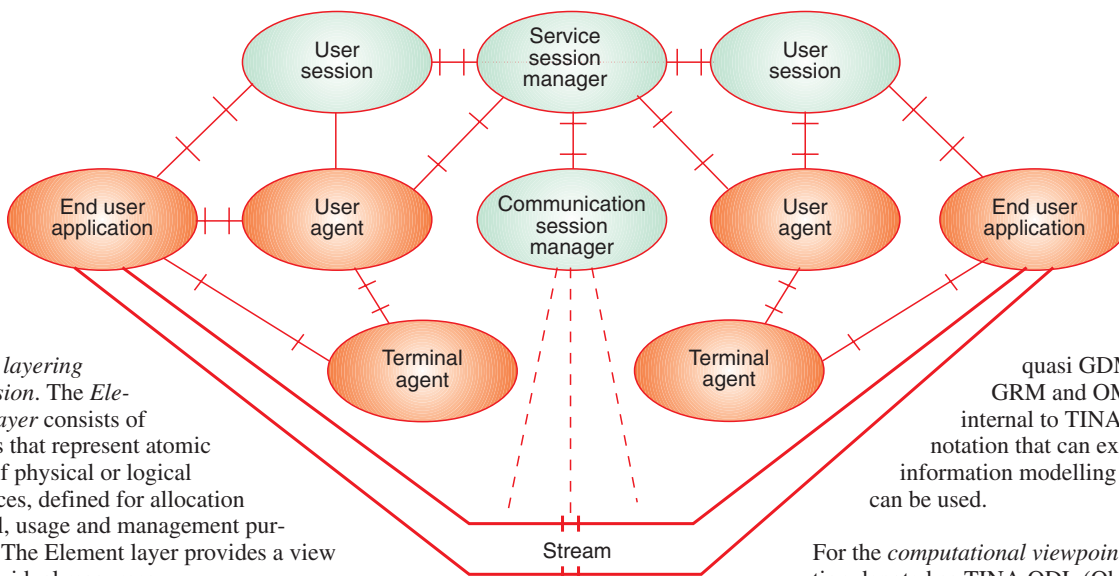 User
session
Service
session
manager
User
session
End user
application
User
agent
Communication
session
manager
User
agent
End user
application
Terminal
agent
Terminal
agent
Stream
layering
sion. The Ele-
ayer consists of
s that represent atomic
of physical or logical
ces, defined for allocation
l, usage and management pur-
The Element layer provides a view
quasi GDM
GRM and OM
internal to TINA
notation that can ex
information modelling
can be used.
For the computational viewpoin